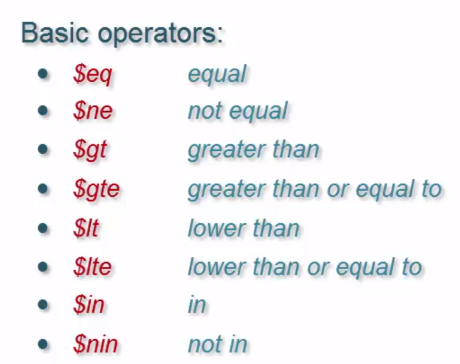 Basic operators:
• $eq equal
• $ne not equal
• $gt greater than
• $gte greater than or equal to
• $lt lower than
• $lte lower than or equal to
• $in in
• $nin not in